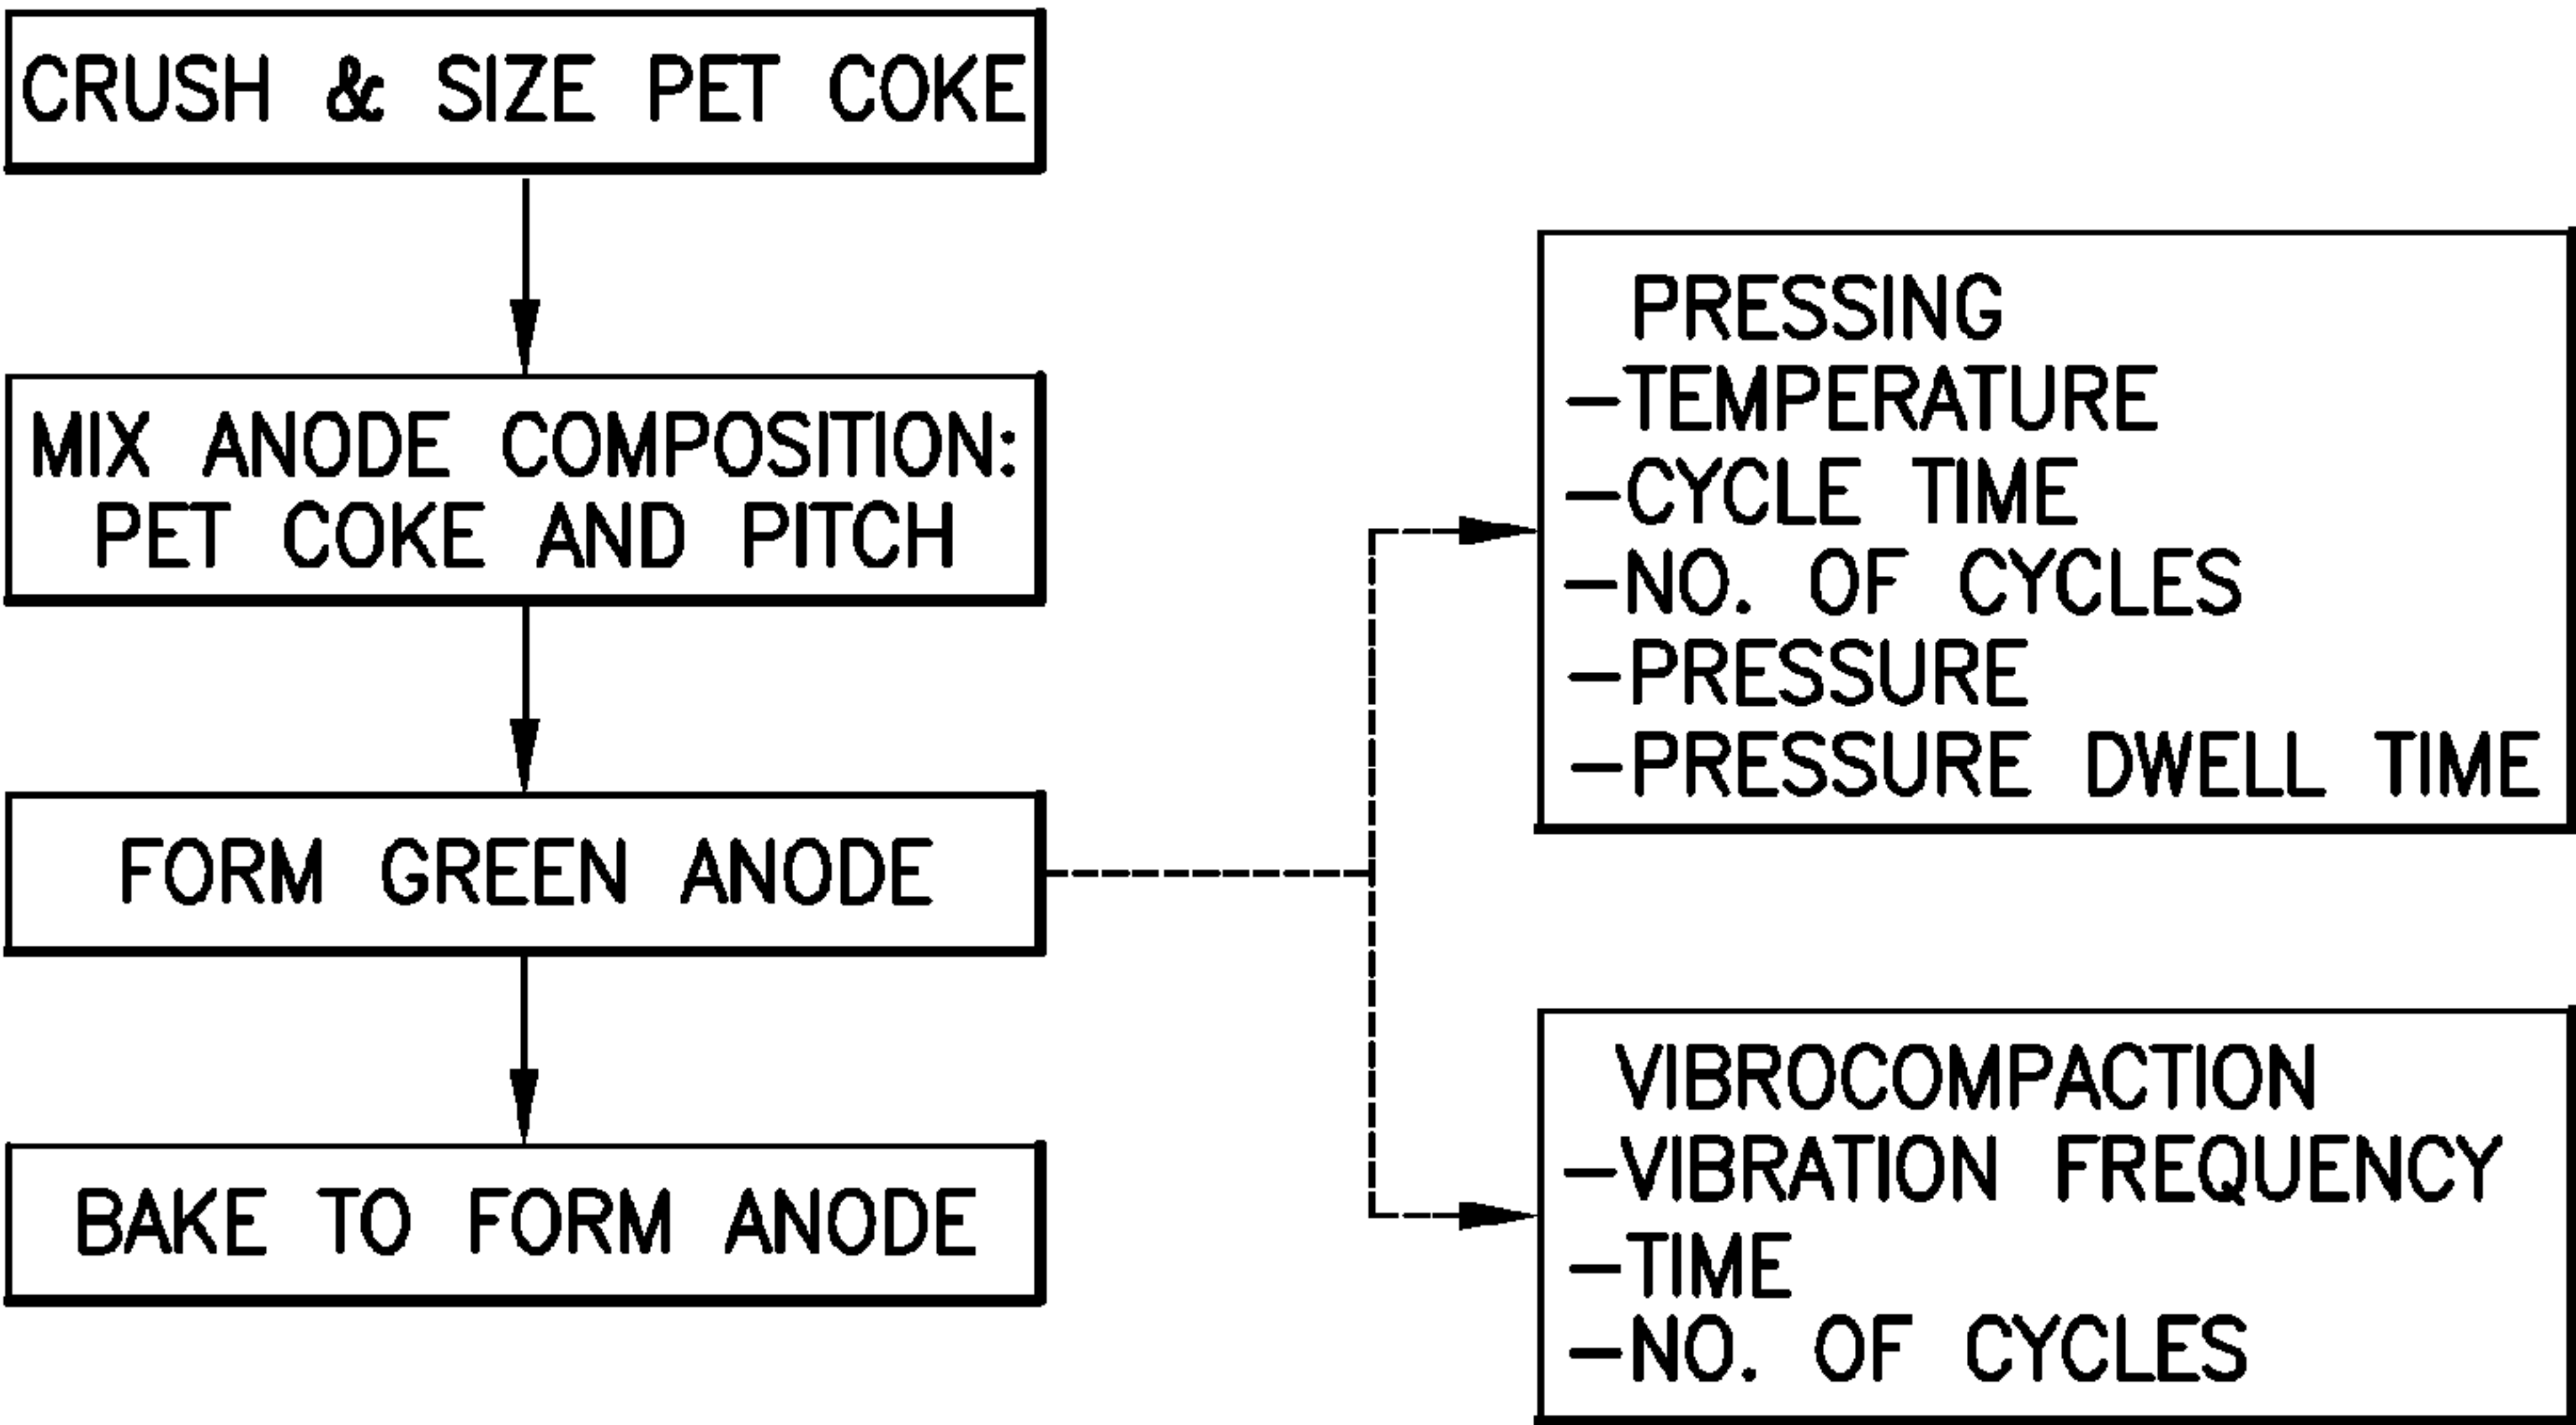 CRUSH & SIZE PET COKE
MIX ANODE COMPOSITION:
PET COKE AND PITCH
FORM GREEN ANODE
BAKE TO FORM ANODE
PRESSING
-TEMPERATURE
-CYCLE TIME
-NO. OF CYCLES
-PRESSURE
-PRESSURE DWELL TIME
VIBROCOMPACTION
-VIBRATION FREQUENCY
-TIME
-NO. OF CYCLES